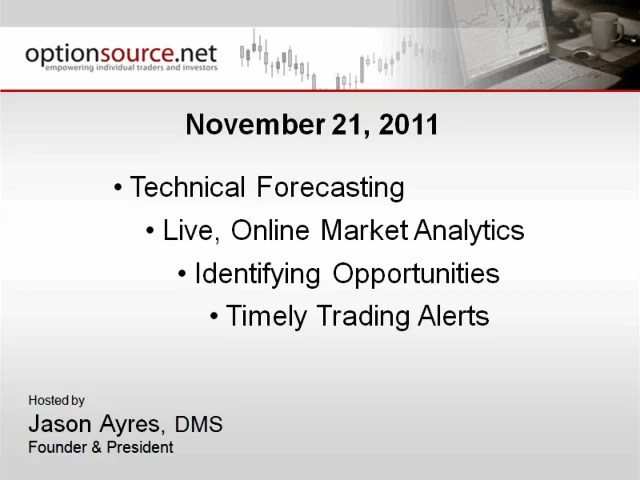 optionsource.net
empowering individual traders and investors
November 21, 2011
• Technical Forecasting
• Live, Online Market Analytics
• Identifying Opportunities
• Timely Trading Alerts
Hosted by
Jason Ayres, DMS
Founder & President